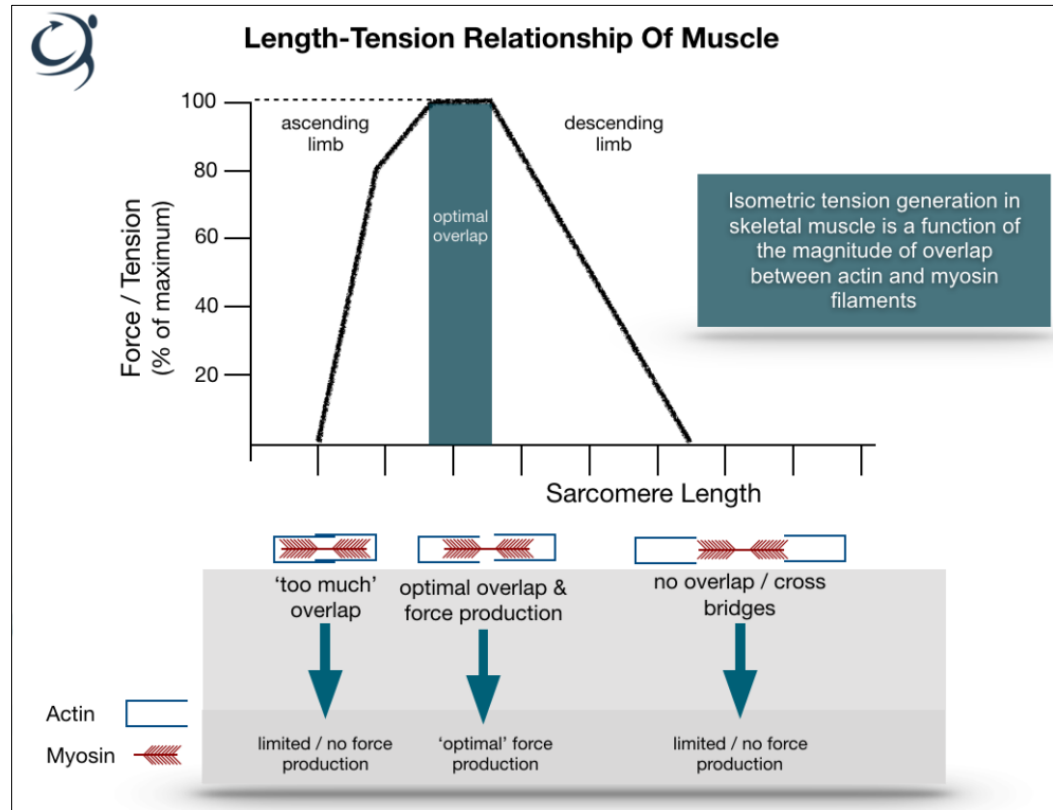 Length-Tension Relationship Of Muscle
100
80
60
40
20
Force / Tension
(% of maximum)
ascending
limb
descending
limb
optimal
overlap
Isometric tension generation in
skeletal muscle is a function of
the magnitude of overlap
between actin and myosin
filaments
Sarcomere Length
‘too much’
overlap
optimal overlap &
force production
no overlap / cross
bridges
limited / no force
production
‘optimal’ force
production
limited / no force
production
Actin
Myosin